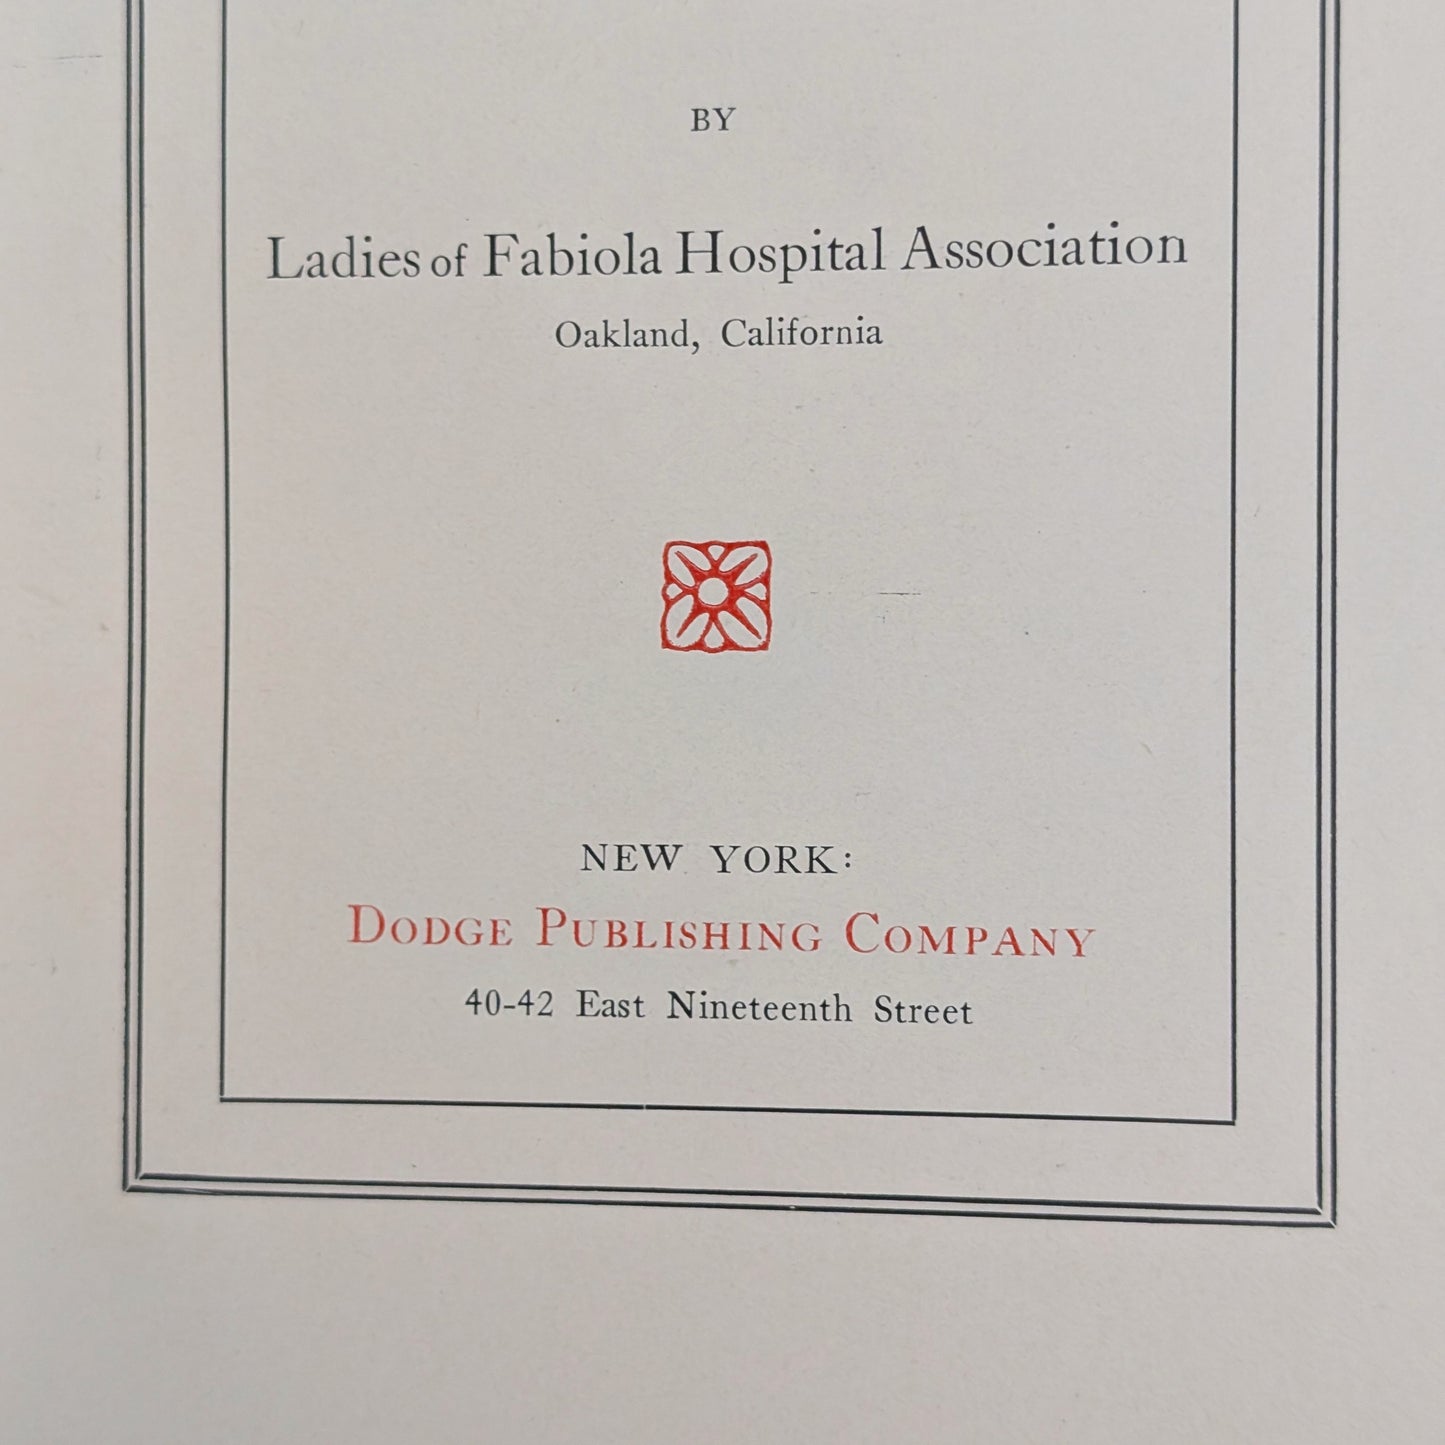 BY
Ladies of Fabiola Hospital Association
Oakland, California
NEW YORK:
DODGE PUBLISHING COMPANY
40-42 East Nineteenth Street